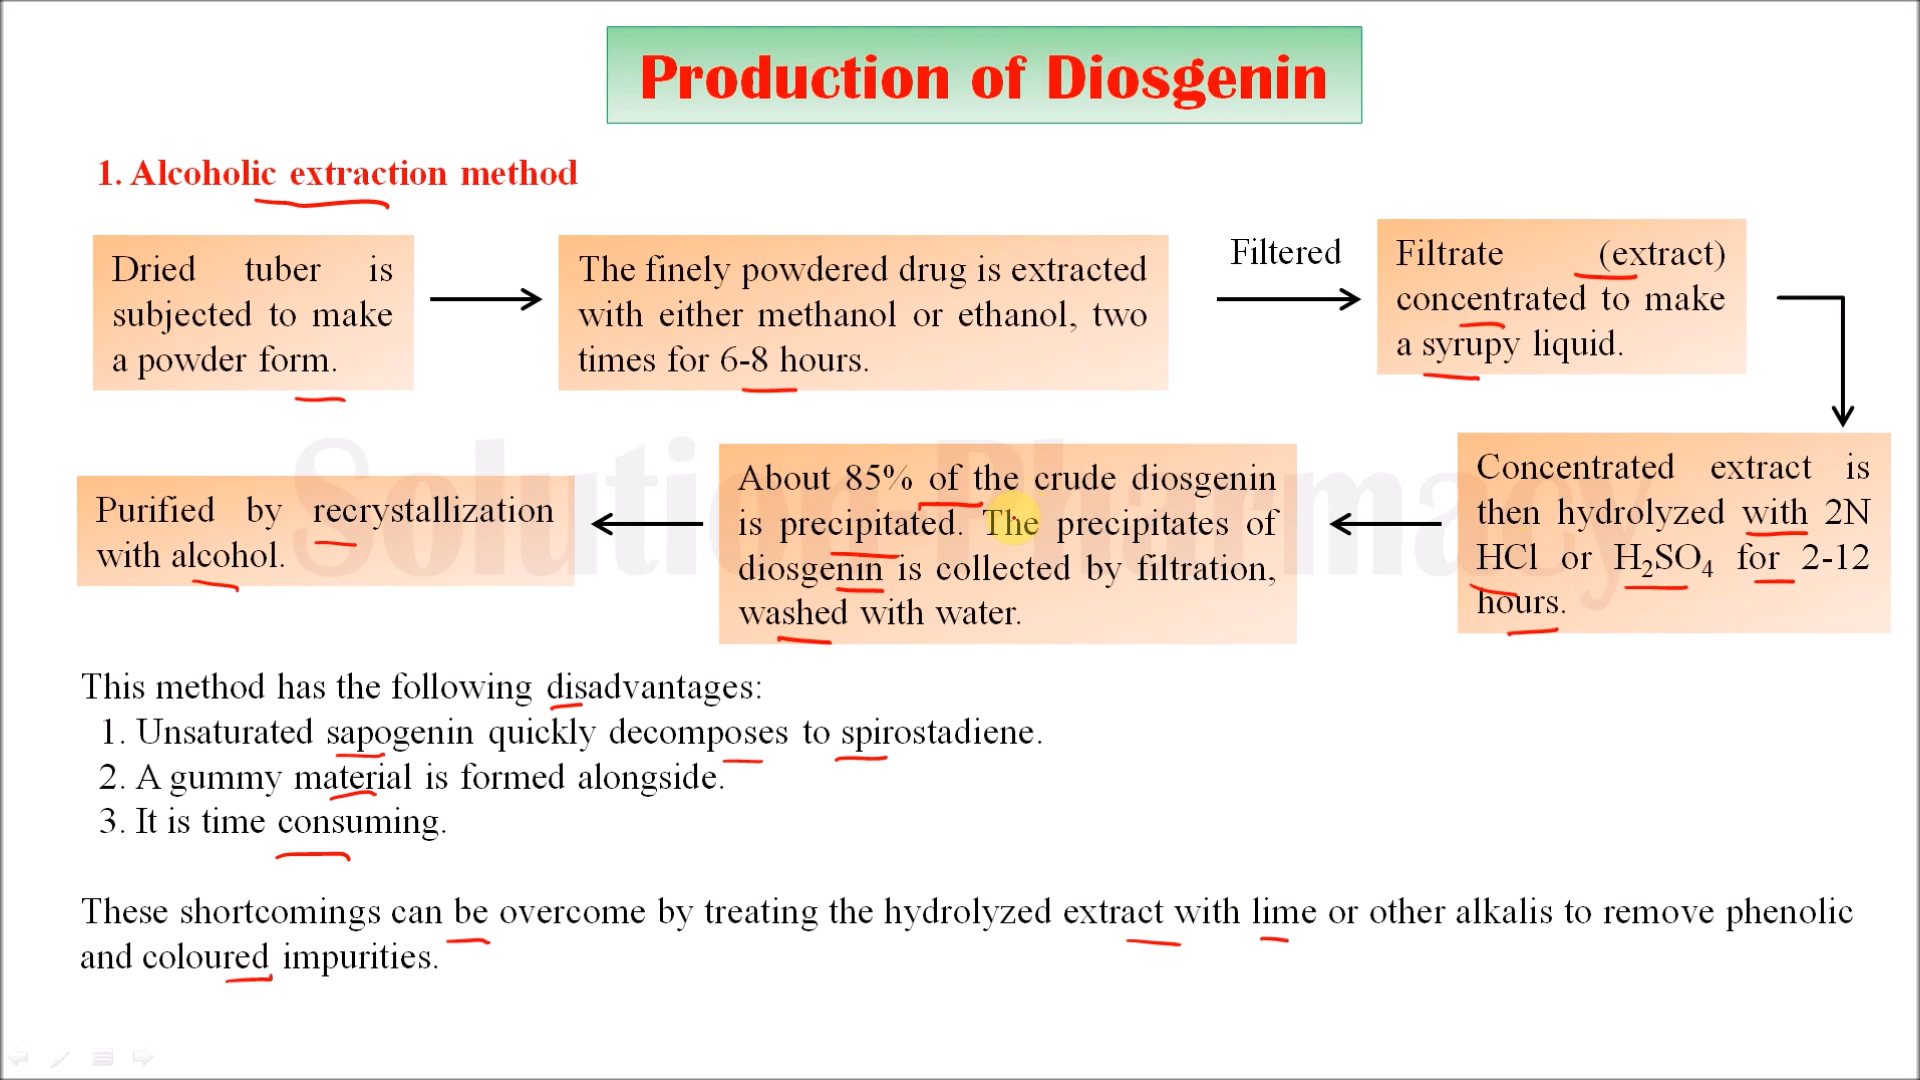 Production of Diosgenin
1. Alcoholic extraction method
Dried tuber is
subjected to make
a powder form.
The finely powdered drug is extracted
with either methanol or ethanol, two
times for 6-8 hours.
Filtered
Filtrate (extract)
concentrated to make
a syrupy liquid.
Concentrated extract is
then hydrolyzed with 2N
HCl or H₂SO₄ for 2-12
hours.
About 85% of the crude diosgenin
is precipitated. The precipitates of
diosgenin is collected by filtration,
washed with water.
Purified by recrystallization
with alcohol.
Solution-Pharmacy
This method has the following disadvantages:
1. Unsaturated sapogenin quickly decomposes to spirostadiene.
2. A gummy material is formed alongside.
3. It is time consuming.
These shortcomings can be overcome by treating the hydrolyzed extract with lime or other alkalis to remove phenolic
and coloured impurities.